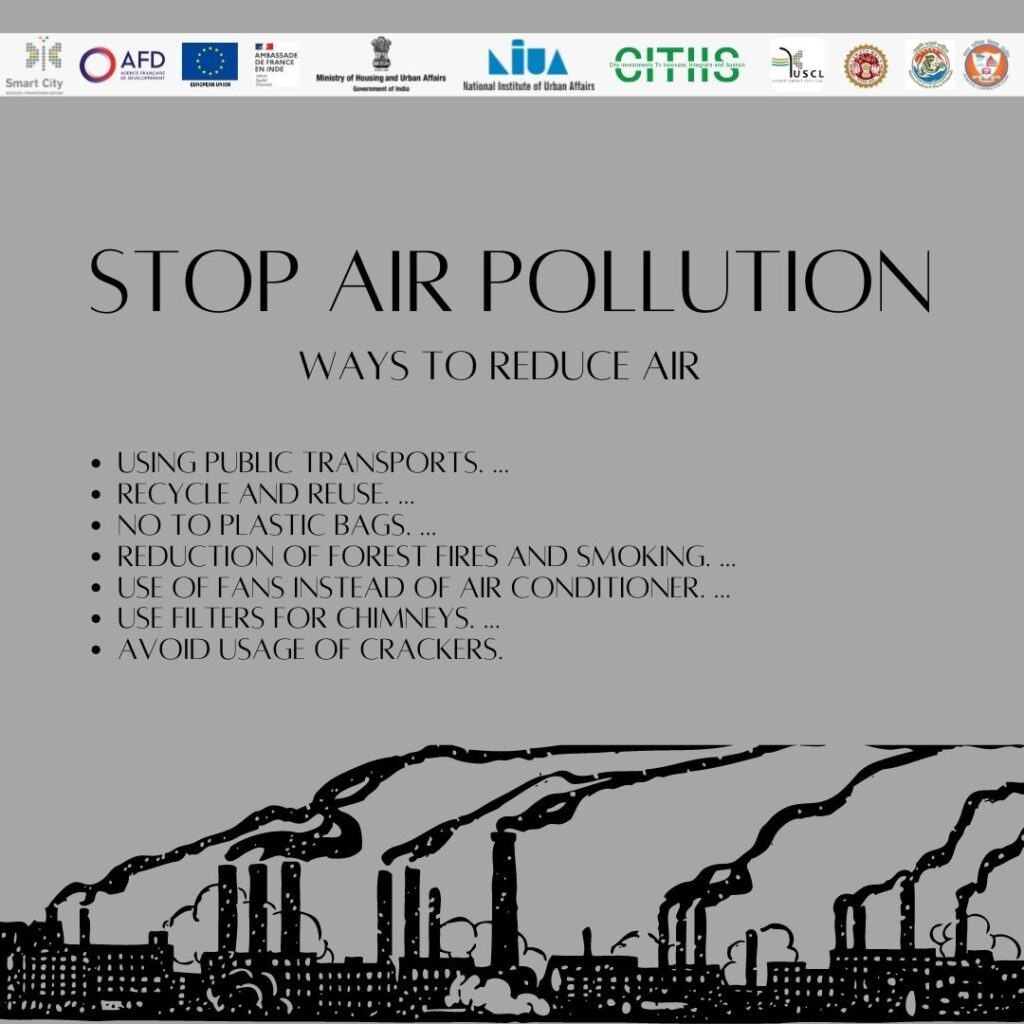 Smart City
AFD
AGENCE FRANÇAISE
DE DÉVELOPPEMENT
EUROPEAN UNION
AMBASSADE
DE FRANCE
EN INDE
Liberté
Égalité
Fraternité
Ministry of Housing and Urban Affairs
Government of India
NIUA
National Institute of Urban Affairs
CITIIS
City Investments To Innovate, Integrate and Sustain
USCL
STOP AIR POLLUTION
WAYS TO REDUCE AIR
• USING PUBLIC TRANSPORTS. ...
• RECYCLE AND REUSE. ...
• NO TO PLASTIC BAGS. ...
• REDUCTION OF FOREST FIRES AND SMOKING. ...
• USE OF FANS INSTEAD OF AIR CONDITIONER. ...
• USE FILTERS FOR CHIMNEYS. ...
• AVOID USAGE OF CRACKERS.